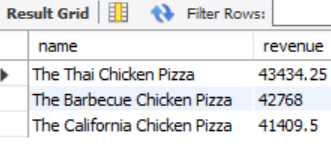 Result Grid Filter Rows:
name revenue
The Thai Chicken Pizza 43434.25
The Barbecue Chicken Pizza 42768
The California Chicken Pizza 41409.5